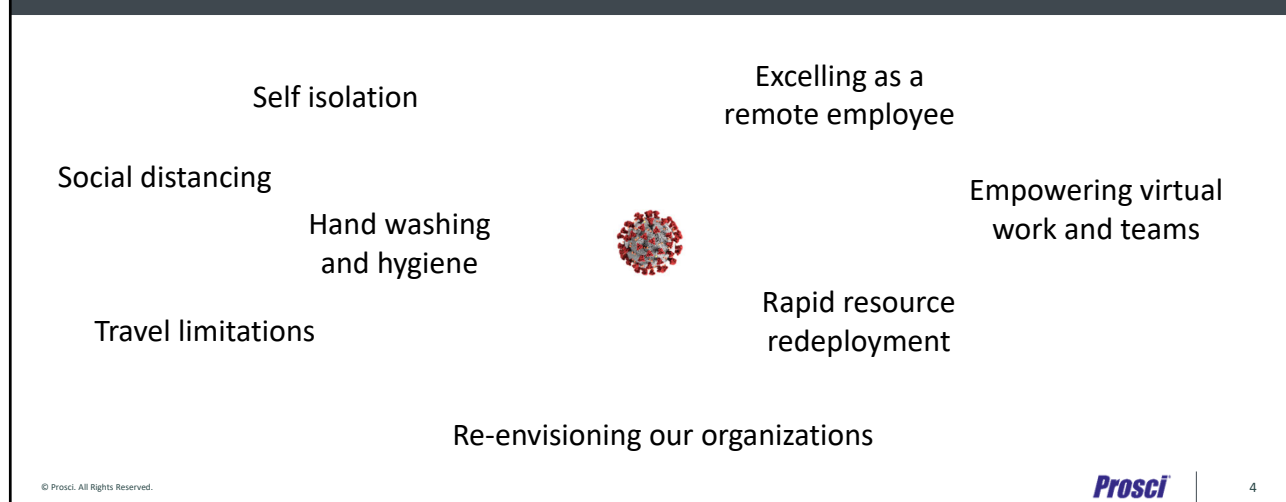 Self isolation
Excelling as a
remote employee
Social distancing
Hand washing
and hygiene
Empowering virtual
work and teams
Travel limitations
Rapid resource
redeployment
Re-envisioning our organizations
© Prosci. All Rights Reserved.
Prosci
4